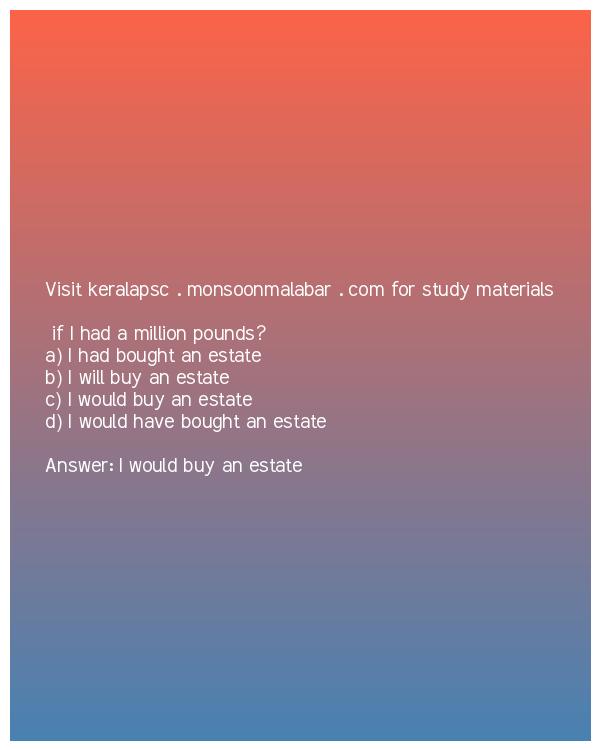 Visit keralapsc . monsoonmalabar . com for study materials
if I had a million pounds?
a) I had bought an estate
b) I will buy an estate
c) I would buy an estate
d) I would have bought an estate
Answer: I would buy an estate